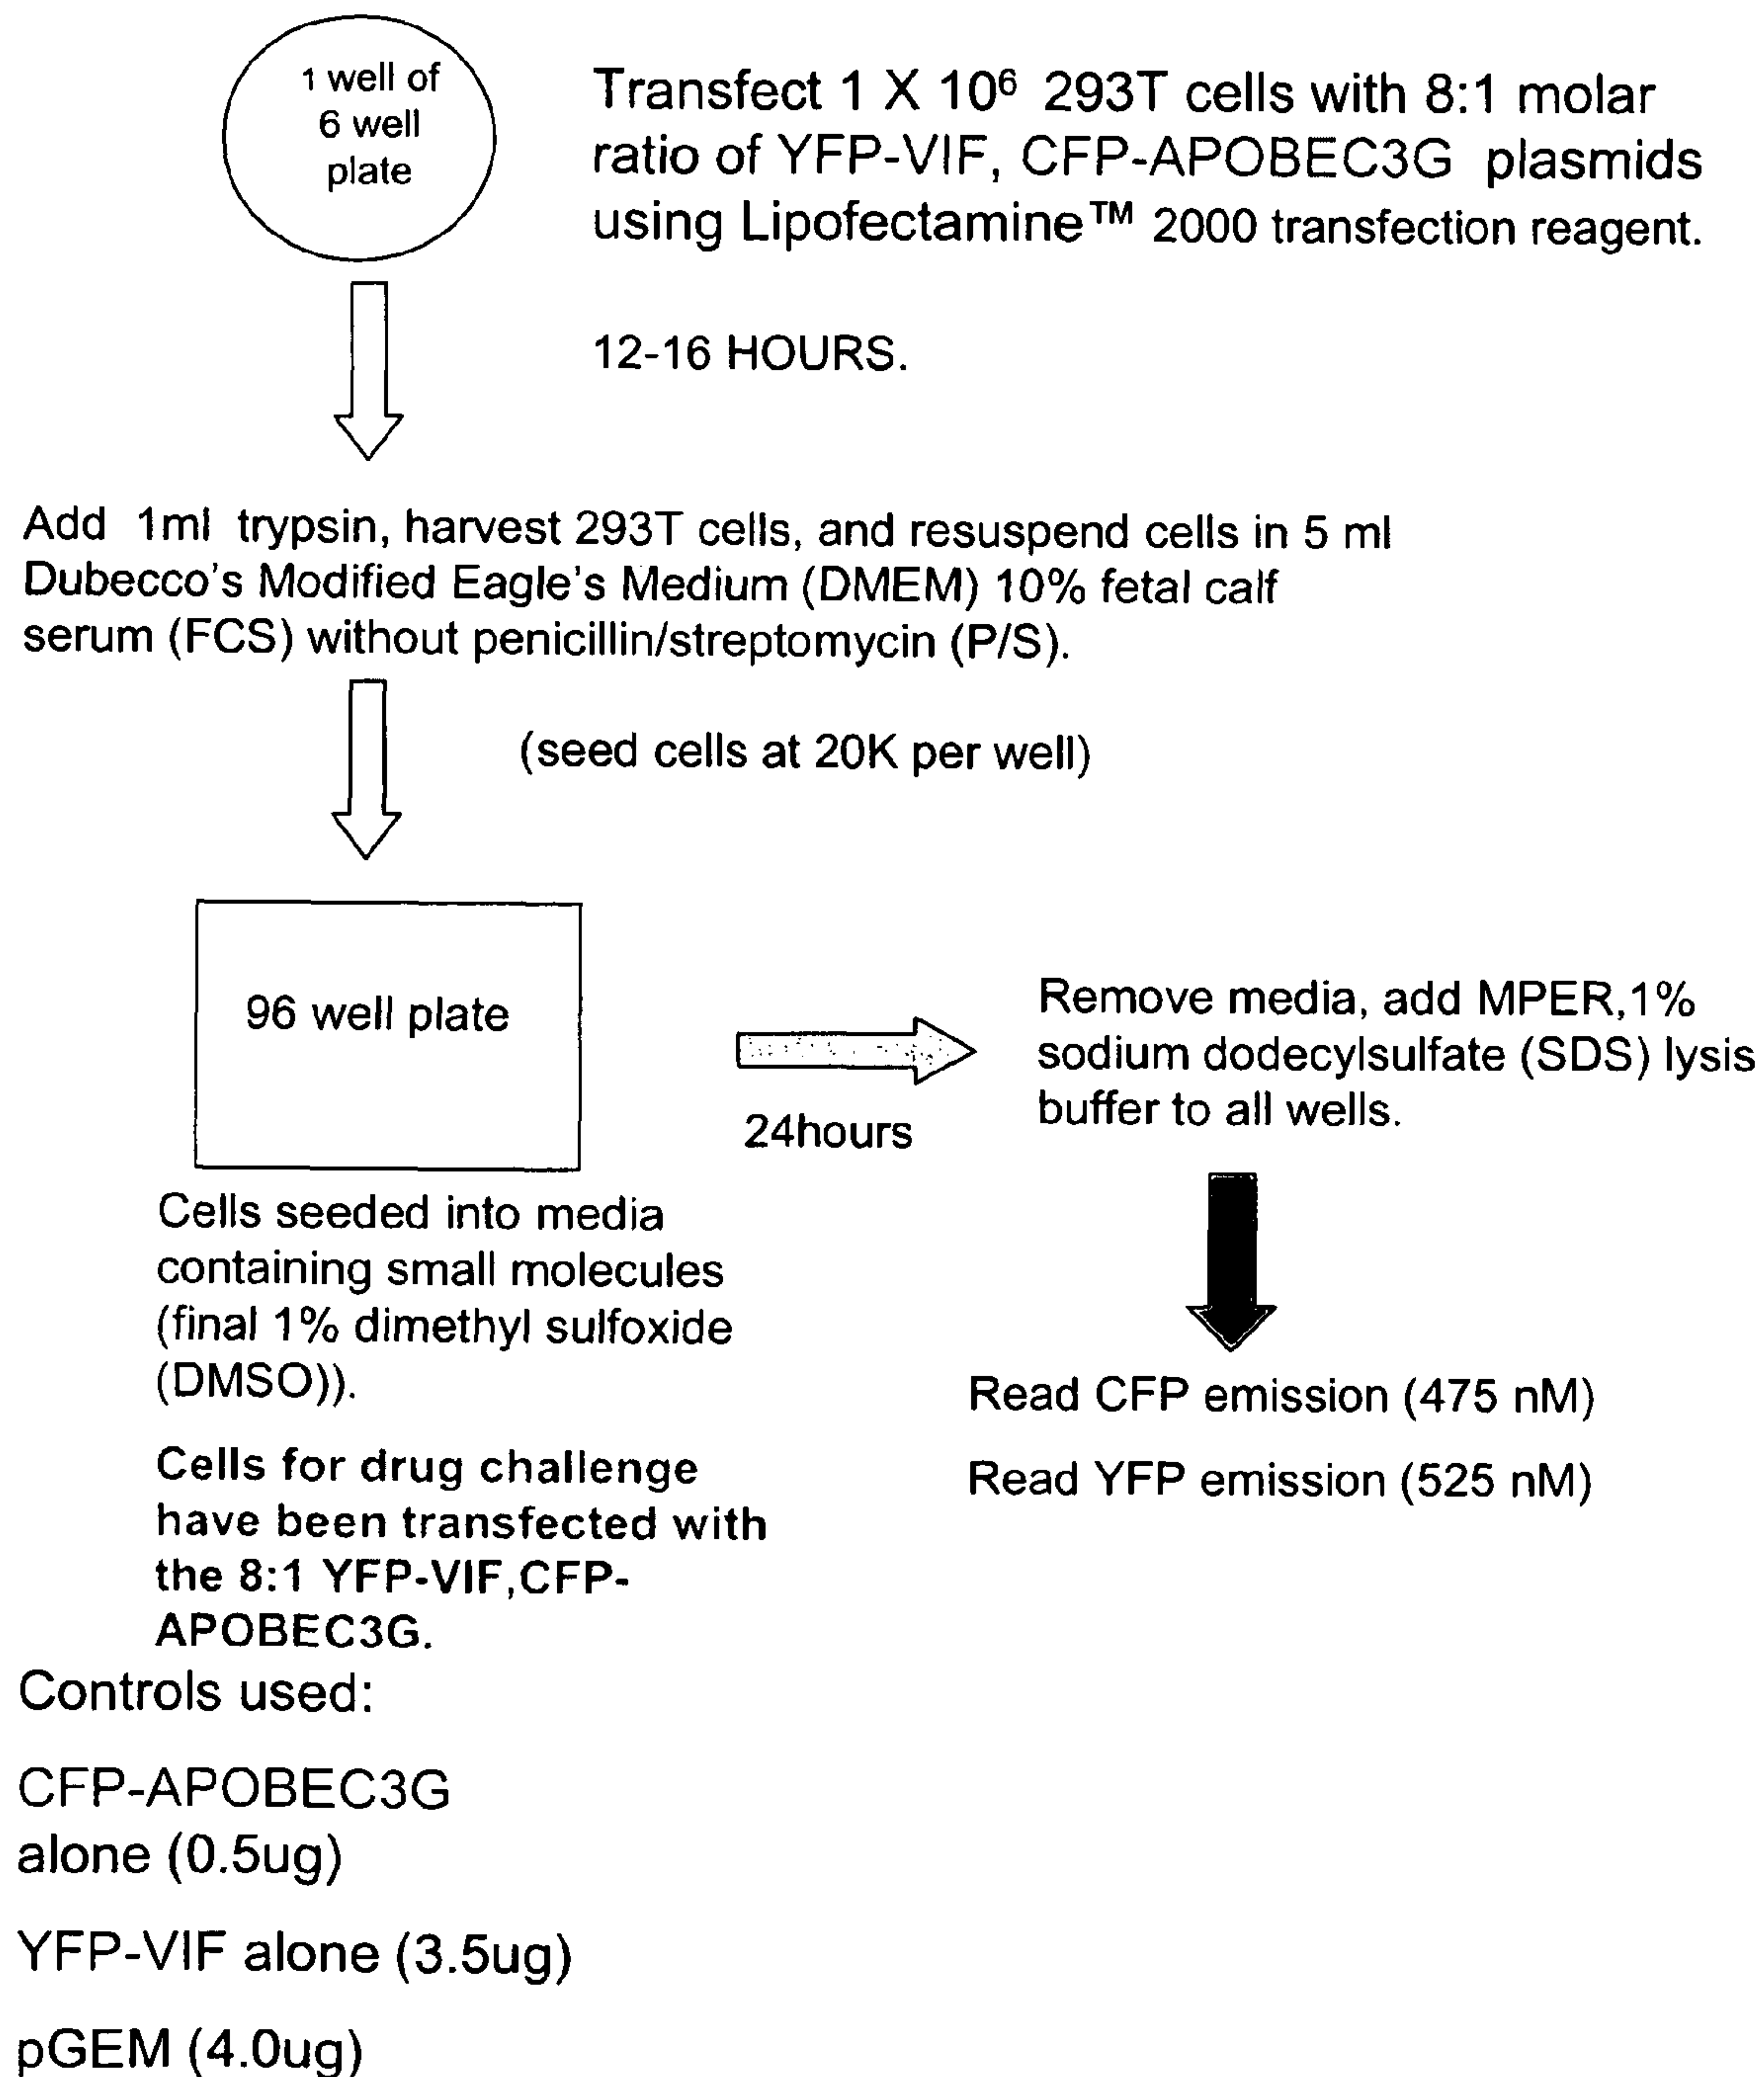 1 well of
6 well
plate
Transfect 1 X 10⁶ 293T cells with 8:1 molar
ratio of YFP-VIF, CFP-APOBEC3G plasmids
using Lipofectamine™ 2000 transfection reagent.
12-16 HOURS.
Add 1ml trypsin, harvest 293T cells, and resuspend cells in 5 ml
Dubecco's Modified Eagle's Medium (DMEM) 10% fetal calf
serum (FCS) without penicillin/streptomycin (P/S).
(seed cells at 20K per well)
96 well plate
24hours
Remove media, add MPER,1%
sodium dodecylsulfate (SDS) lysis
buffer to all wells.
Cells seeded into media
containing small molecules
(final 1% dimethyl sulfoxide
(DMSO)).
Read CFP emission (475 nM)
Read YFP emission (525 nM)
Cells for drug challenge
have been transfected with
the 8:1 YFP-VIF,CFP-
APOBEC3G.
Controls used:
CFP-APOBEC3G
alone (0.5ug)
YFP-VIF alone (3.5ug)
pGEM (4.0ug)